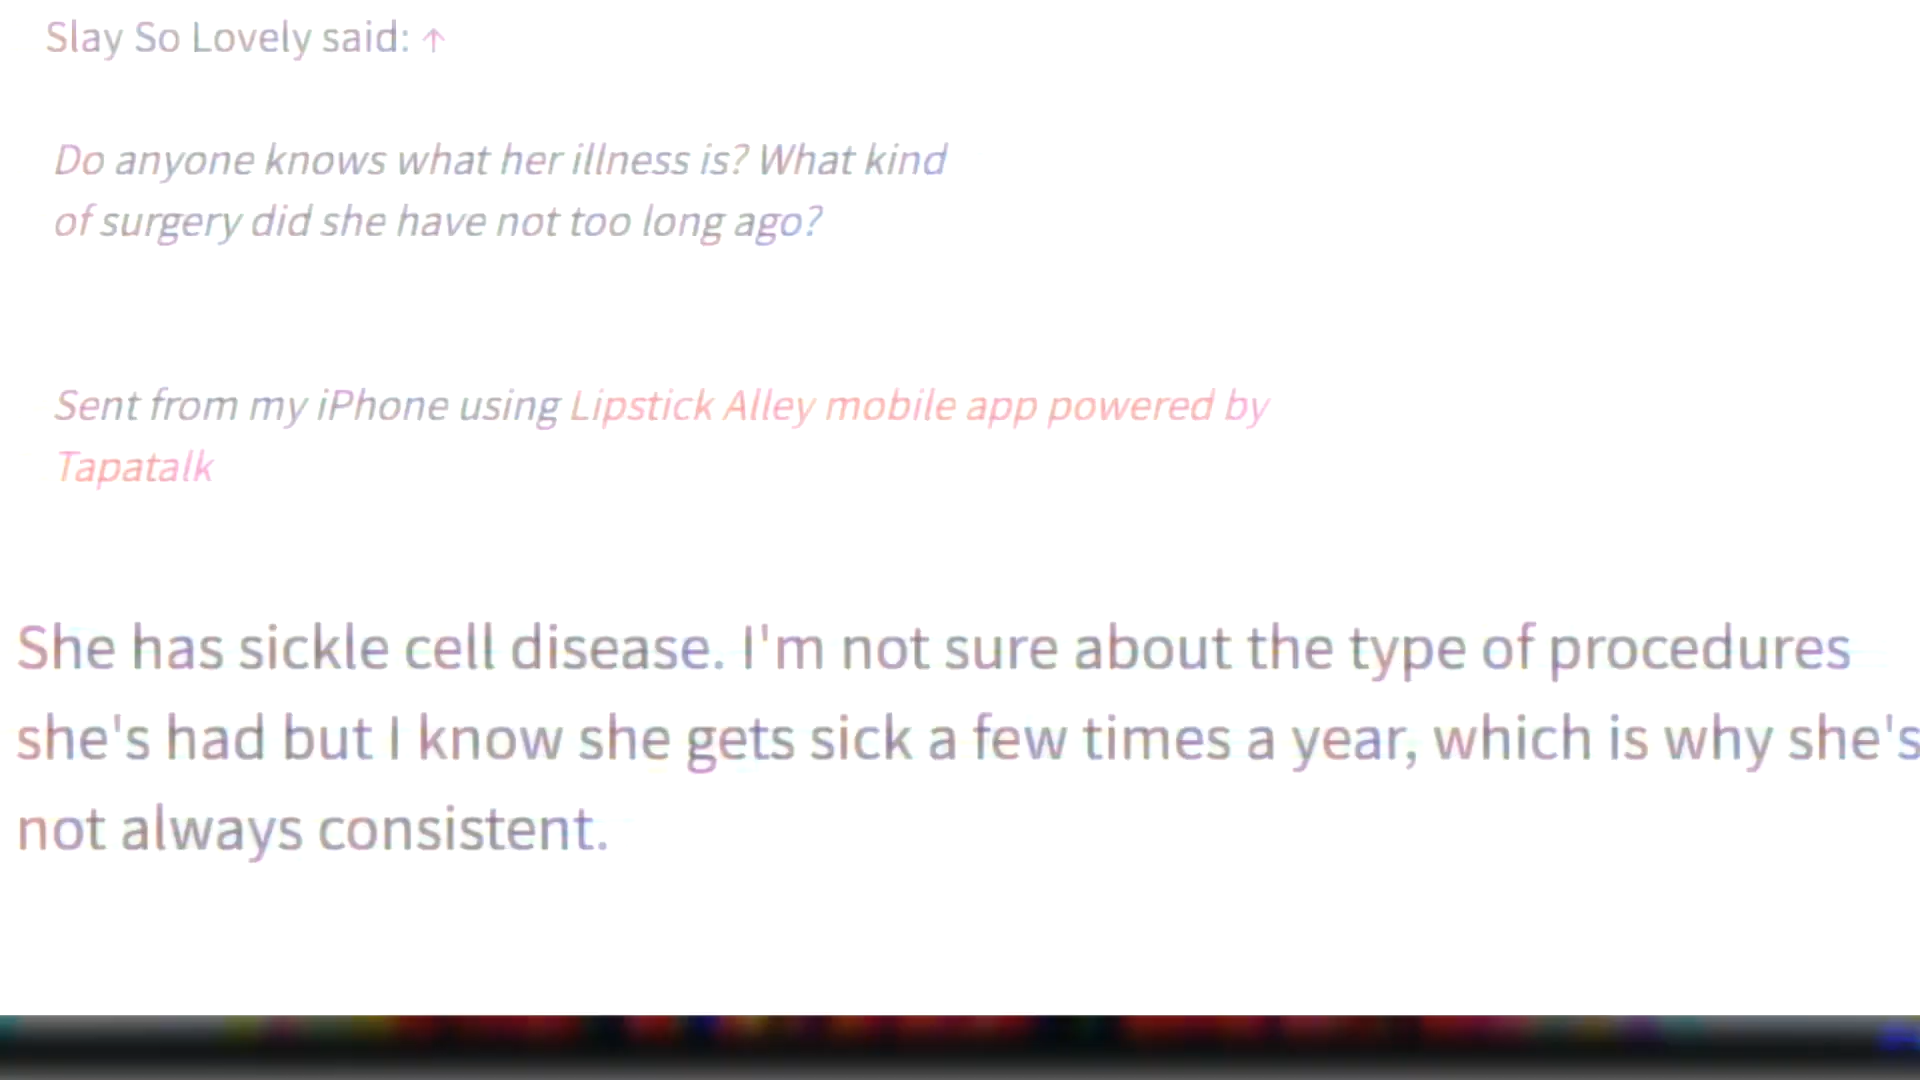 Slay So Lovely said: ↑
Do anyone knows what her illness is? What kind
of surgery did she have not too long ago?
Sent from my iPhone using Lipstick Alley mobile app powered by
Tapatalk
She has sickle cell disease. I'm not sure about the type of procedures
she's had but I know she gets sick a few times a year, which is why she's
not always consistent.